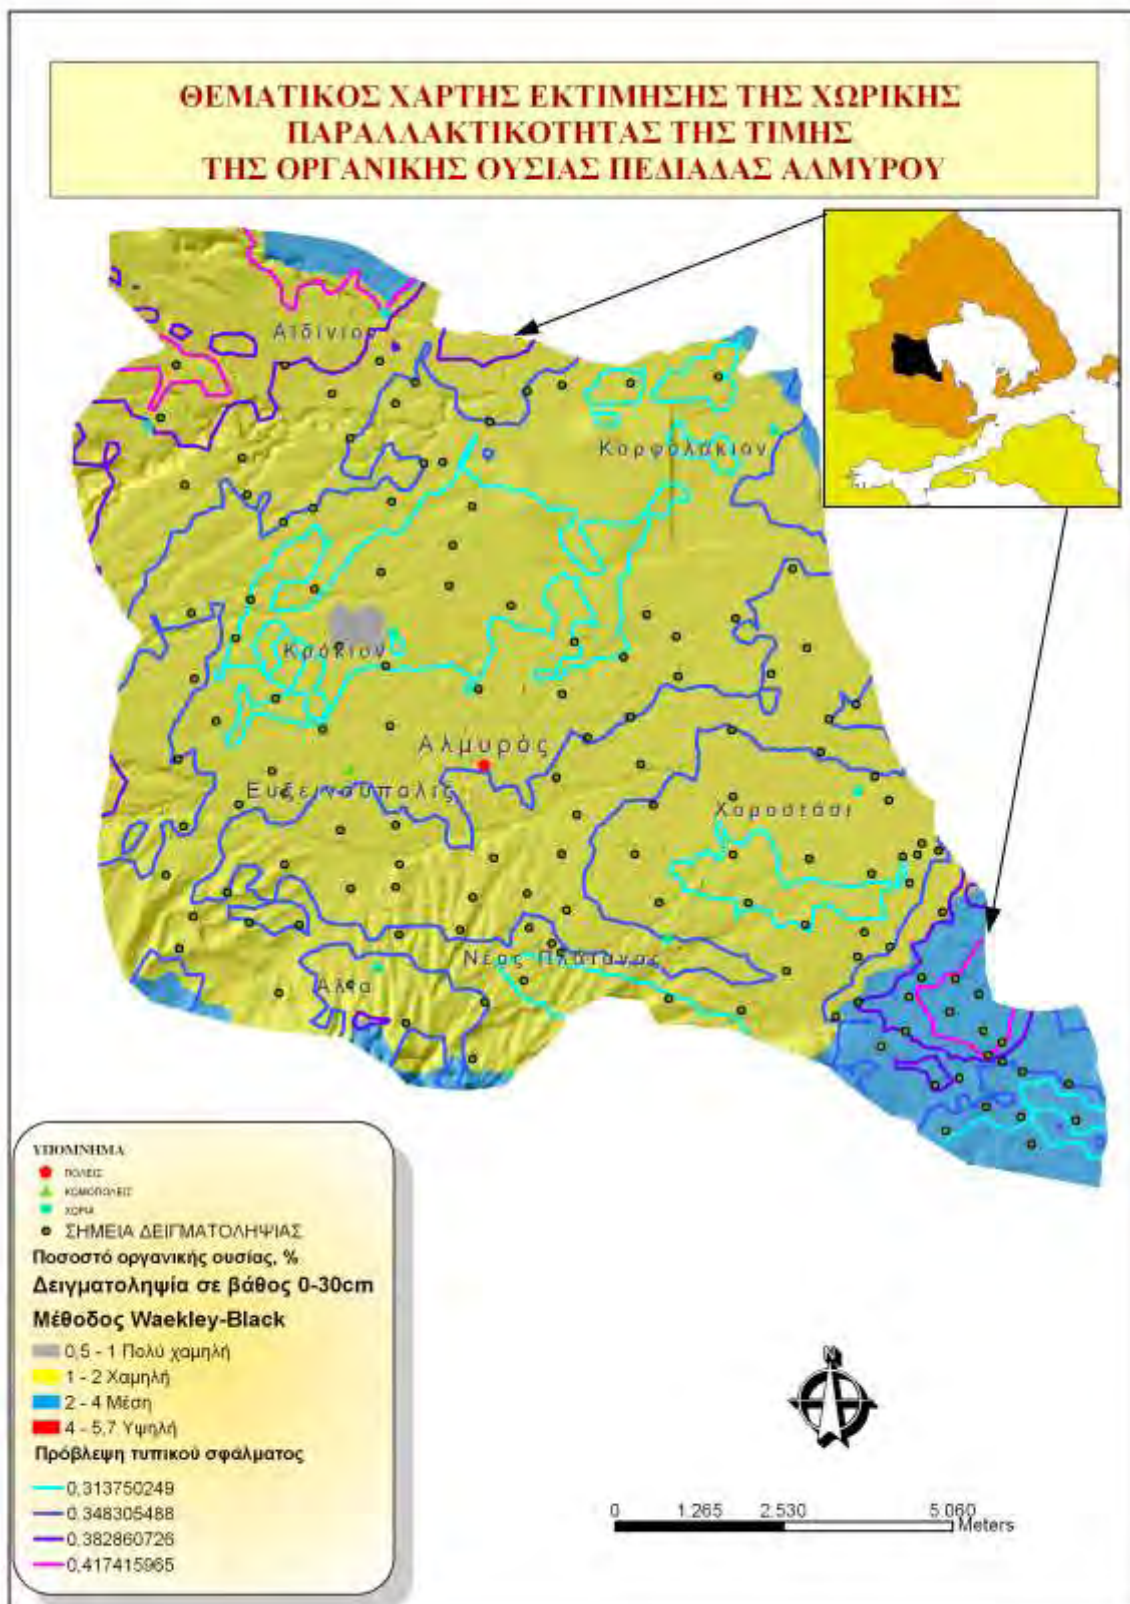 ΘΕΜΑΤΙΚΟΣ ΧΑΡΤΗΣ ΕΚΤΙΜΗΣΗΣ ΤΗΣ ΧΩΡΙΚΗΣ
ΠΑΡΑΛΛΑΚΤΙΚΟΤΗΤΑΣ ΤΗΣ ΤΙΜΗΣ
ΤΗΣ ΟΡΓΑΝΙΚΗΣ ΟΥΣΙΑΣ ΠΕΔΙΑΔΑΣ ΑΛΜΥΡΟΥ
Αϊδίνιον
Κορφολάκιον
Κρόκιον
Αλμυρός
Ευξεινούπολις
Χοροστάσι
Νέος Πλάτανος
ΥΠΟΜΝΗΜΑ
ΠΟΛΕΙΣ
ΚΩΜΟΠΟΛΕΙΣ
ΧΩΡΙΑ
ΣΗΜΕΙΑ ΔΕΙΓΜΑΤΟΛΗΨΙΑΣ
Ποσοστό οργανικής ουσίας, %
Δειγματοληψία σε βάθος 0-30cm
Μέθοδος Waekley-Black
0,5 - 1 Πολύ χαμηλή
1 - 2 Χαμηλή
2 - 4 Μέση
4 - 5,7 Υψηλή
Πρόβλεψη τυπικού σφάλματος
0,313750249
0,348305488
0,382860726
0,417415965
N
0 1.265 2.530 5.060
Meters